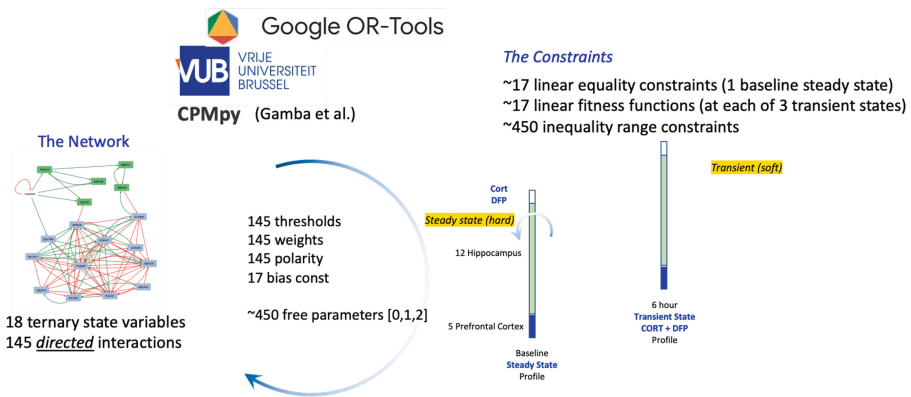 Google OR-Tools
VUB
VRIJE
UNIVERSITEIT
BRUSSEL
CPMpy (Gamba et al.)
The Constraints
~17 linear equality constraints (1 baseline steady state)
~17 linear fitness functions (at each of 3 transient states)
~450 inequality range constraints
The Network
18 ternary state variables
145 directed interactions
145 thresholds
145 weights
145 polarity
17 bias const
~450 free parameters [0,1,2]
Cort
DFP
Steady state (hard)
12 Hippocampus
5 Prefrontal Cortex
Baseline
Steady State
Profile
Transient (soft)
6 hour
Transient State
CORT + DFP
Profile